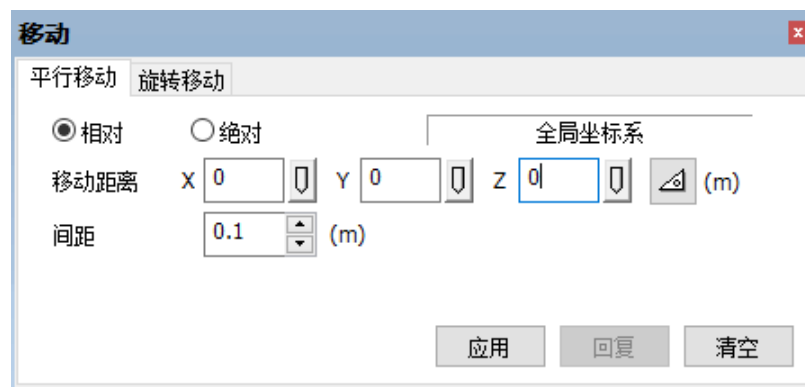 移动
平行移动 旋转移动
相对 绝对 全局坐标系
移动距离 X 0 Y 0 Z 0 (m)
间距 0.1 (m)
应用 回复 清空